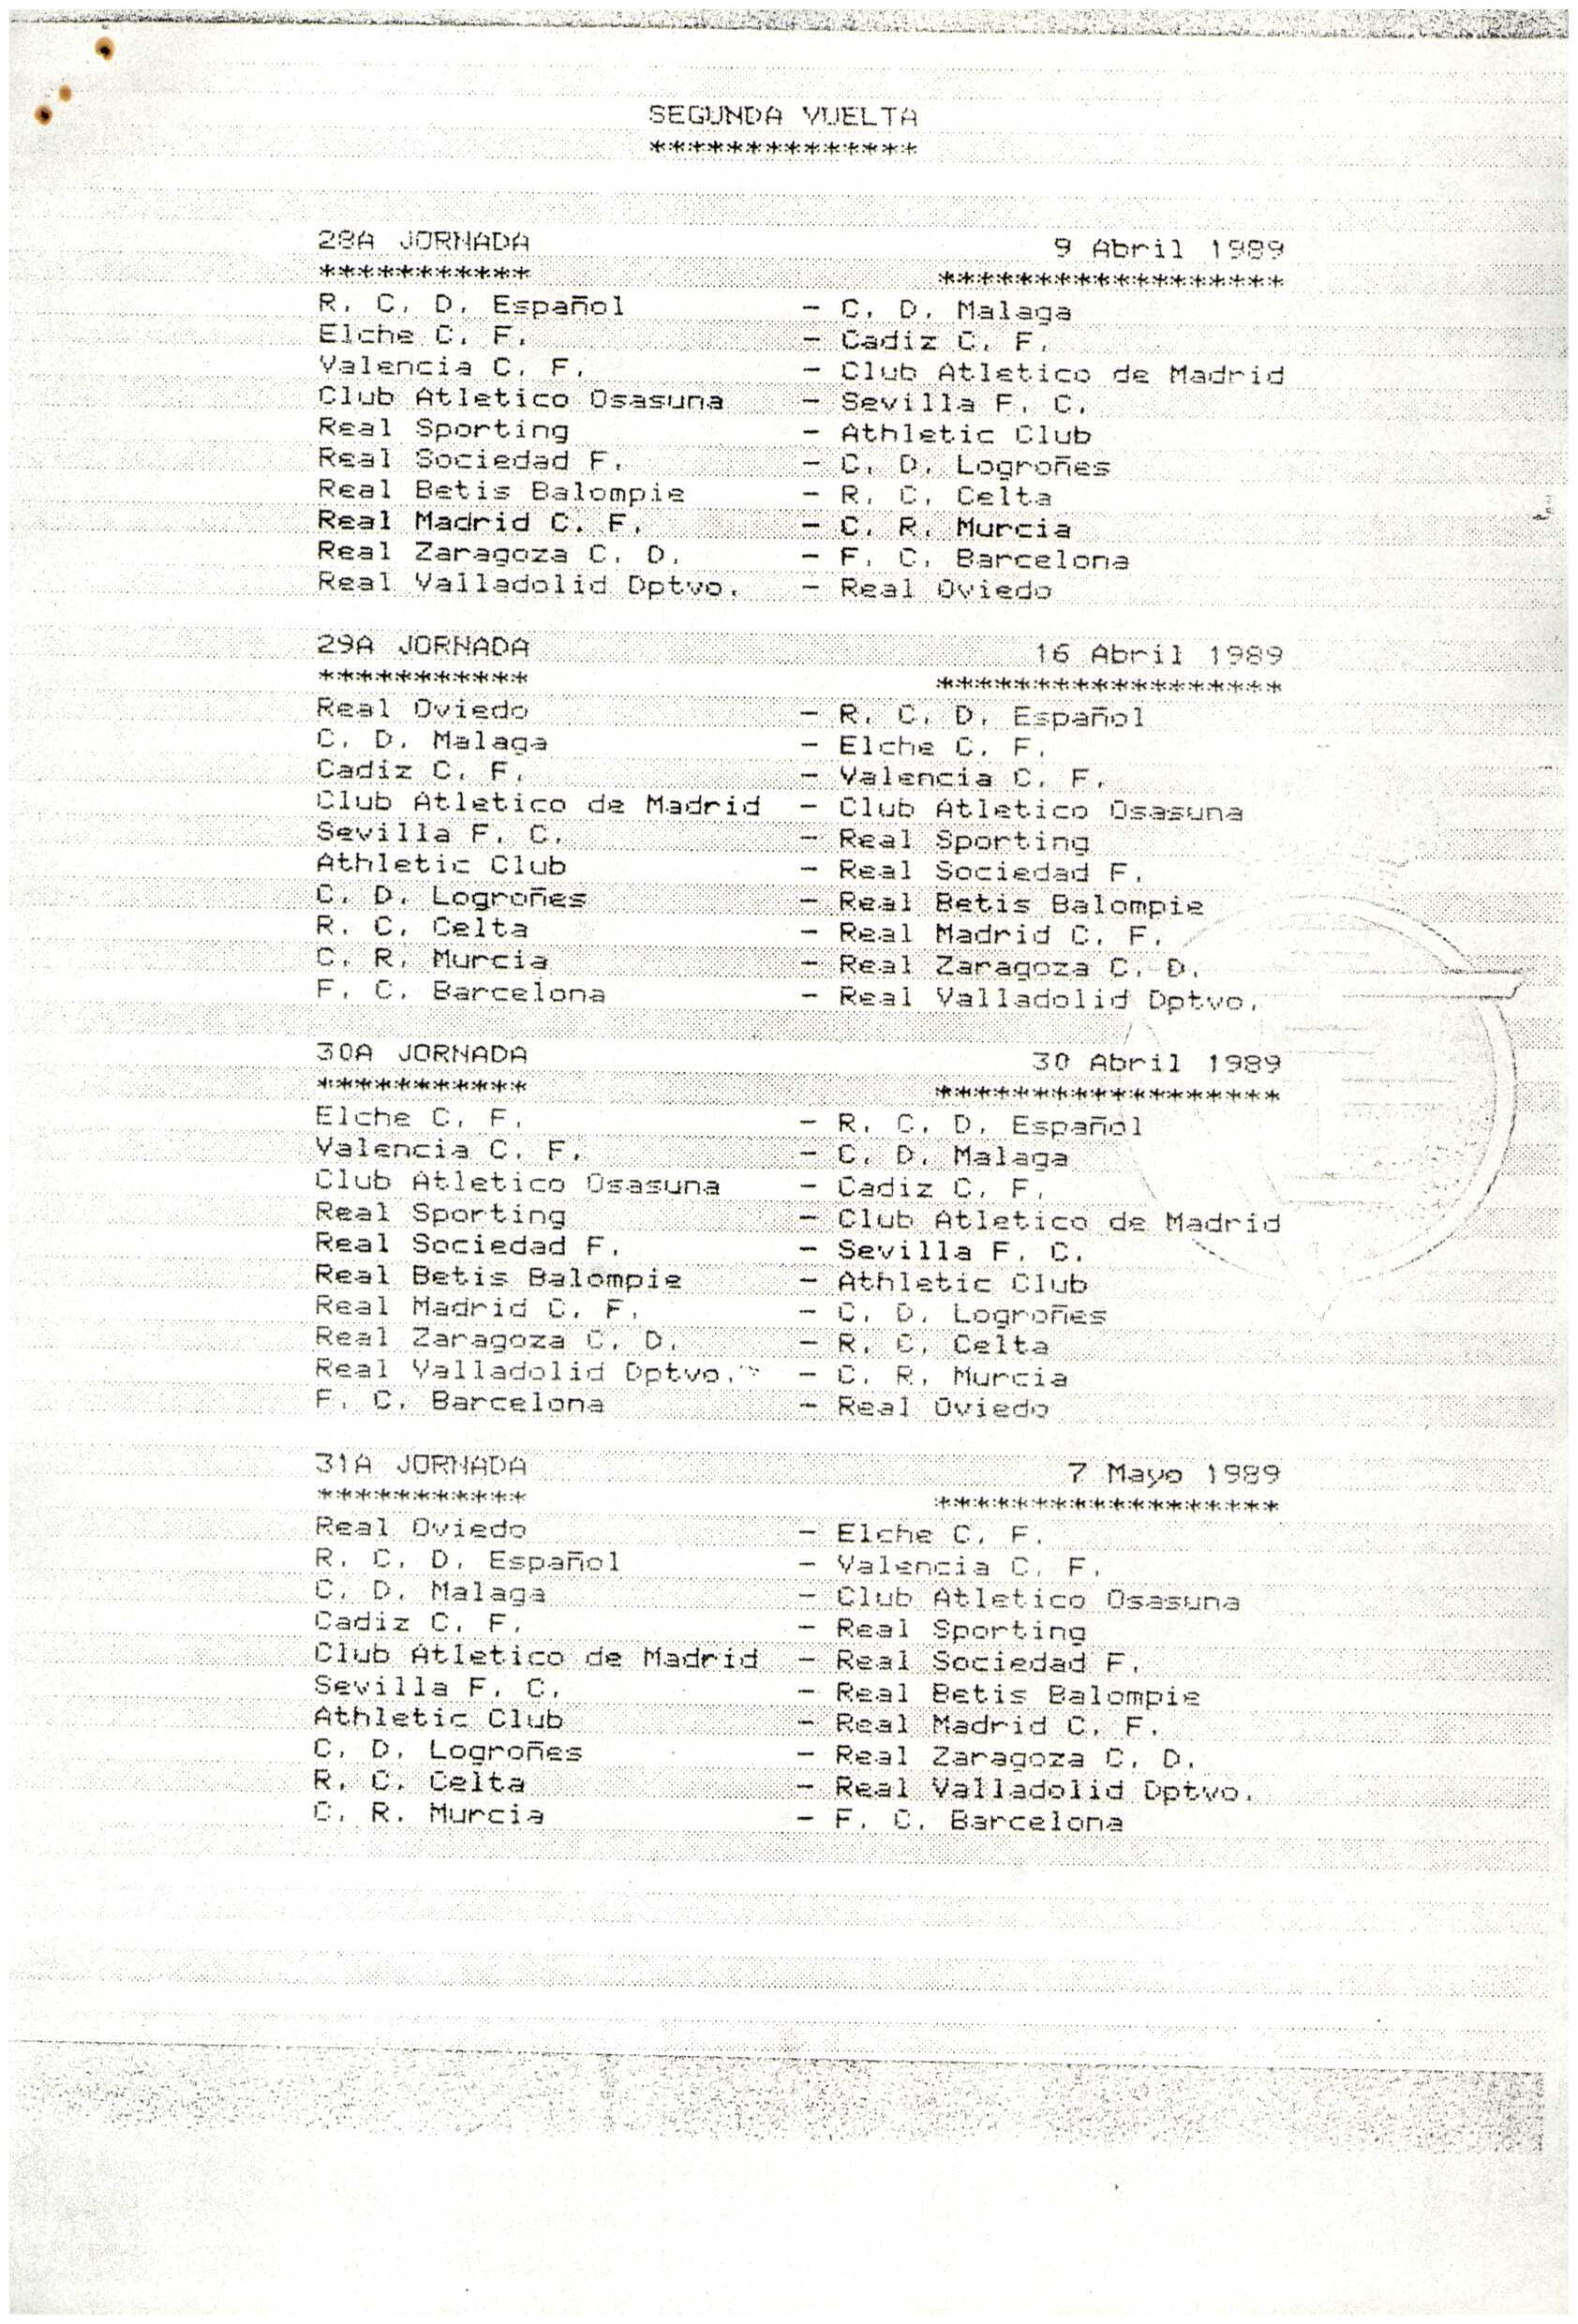 SEGUNDA VUELTA
**************
28A JORNADA 9 Abril 1989
*********** ******************
R. C. D. Español - C. D. Malaga
Elche C. F. - Cadiz C. F.
Valencia C. F. - Club Atletico de Madrid
Club Atletico Osasuna - Sevilla F. C.
Real Sporting - Athletic Club
Real Sociedad F. - C. D. Logroñes
Real Betis Balompie - R. C. Celta
Real Madrid C. F. - C. R. Murcia
Real Zaragoza C. D. - F. C. Barcelona
Real Valladolid Dptvo. - Real Oviedo
29A JORNADA 16 Abril 1989
*********** ******************
Real Oviedo - R. C. D. Español
C. D. Malaga - Elche C. F.
Cadiz C. F. - Valencia C. F.
Club Atletico de Madrid - Club Atletico Osasuna
Sevilla F. C. - Real Sporting
Athletic Club - Real Sociedad F.
C. D. Logroñes - Real Betis Balompie
R. C. Celta - Real Madrid C. F.
C. R. Murcia - Real Zaragoza C. D.
F. C. Barcelona - Real Valladolid Dptvo.
30A JORNADA 30 Abril 1989
*********** ******************
Elche C. F. - R. C. D. Español
Valencia C. F. - C. D. Malaga
Club Atletico Osasuna - Cadiz C. F.
Real Sporting - Club Atletico de Madrid
Real Sociedad F. - Sevilla F. C.
Real Betis Balompie - Athletic Club
Real Madrid C. F. - C. D. Logroñes
Real Zaragoza C. D. - R. C. Celta
Real Valladolid Dptvo. - C. R. Murcia
F. C. Barcelona - Real Oviedo
31A JORNADA 7 Mayo 1989
*********** ******************
Real Oviedo - Elche C. F.
R. C. D. Español - Valencia C. F.
C. D. Malaga - Club Atletico Osasuna
Cadiz C. F. - Real Sporting
Club Atletico de Madrid - Real Sociedad F.
Sevilla F. C. - Real Betis Balompie
Athletic Club - Real Madrid C. F.
C. D. Logroñes - Real Zaragoza C. D.
R. C. Celta - Real Valladolid Dptvo.
C. R. Murcia - F. C. Barcelona